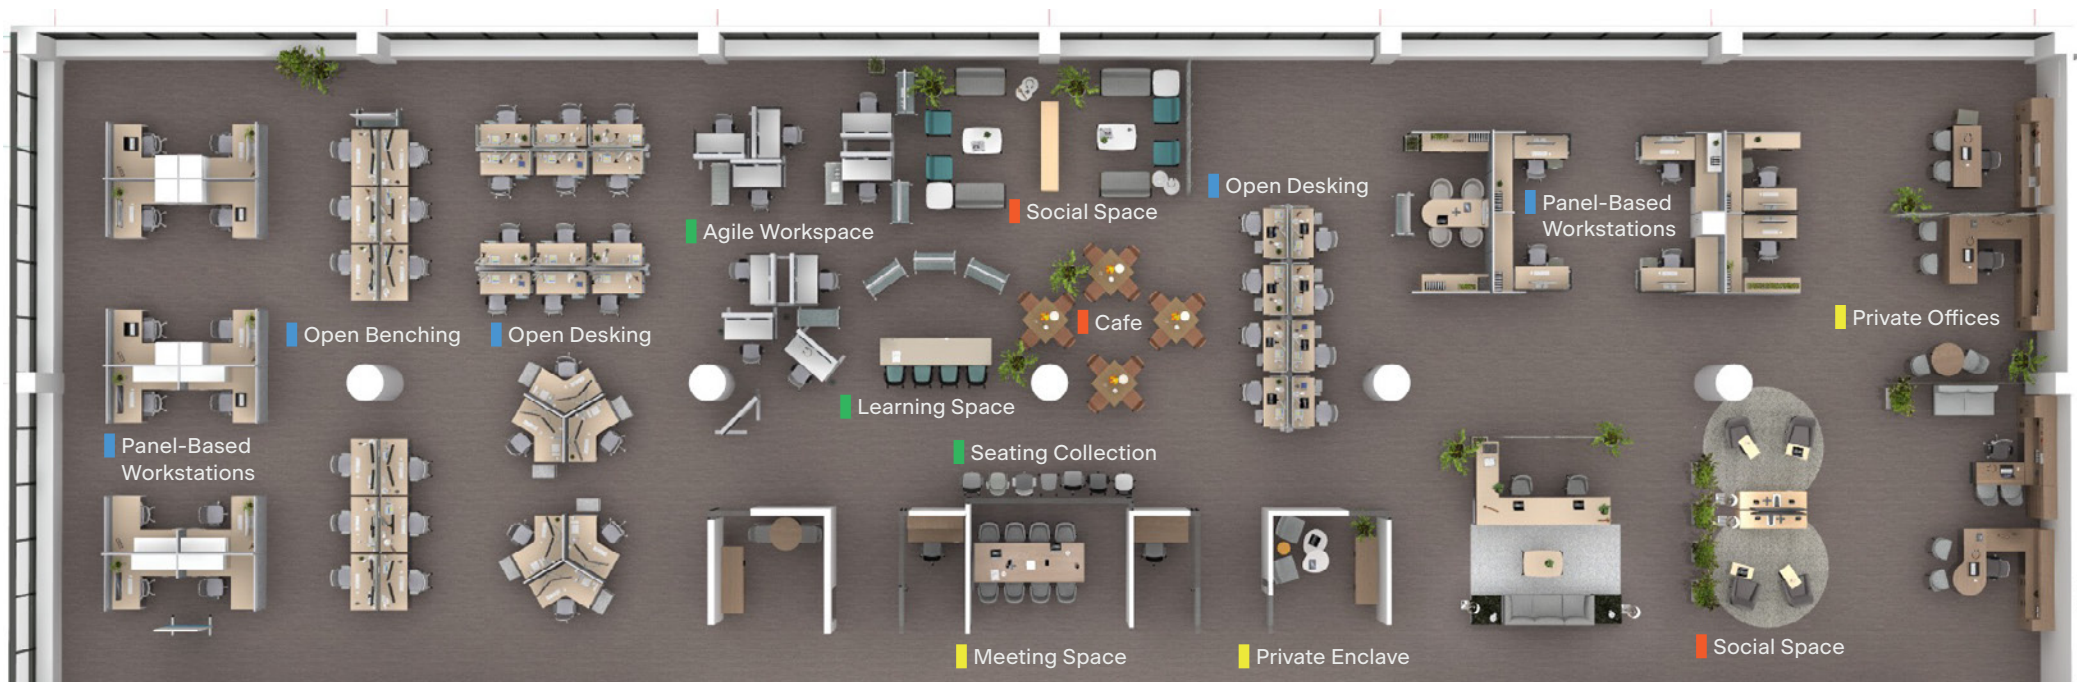 Open Desking
Social Space
Panel-Based
Workstations
Agile Workspace
Private Offices
Cafe
Open Benching
Open Desking
Learning Space
Panel-Based
Workstations
Seating Collection
Social Space
Meeting Space
Private Enclave